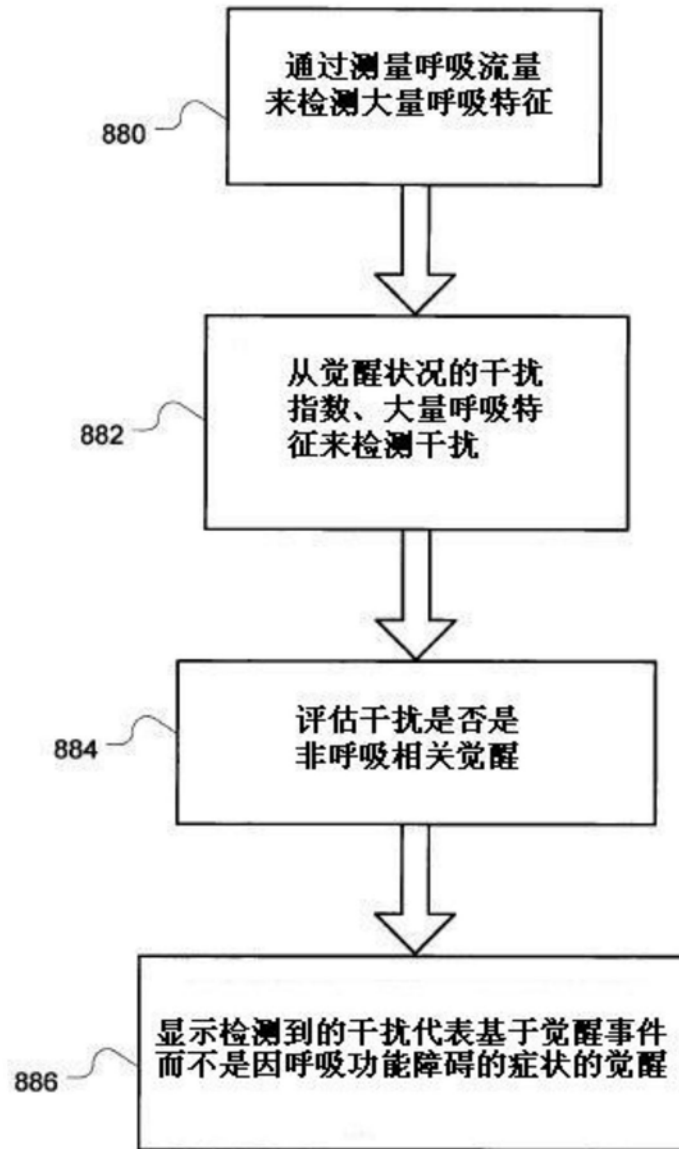 通过测量呼吸流量
来检测大量呼吸特征
880
从觉醒状况的干扰
指数、大量呼吸特
征来检测干扰
882
评估干扰是否是
非呼吸相关觉醒
884
显示检测到的干扰代表基于觉醒事件
而不是因呼吸功能障碍的症状的觉醒
886